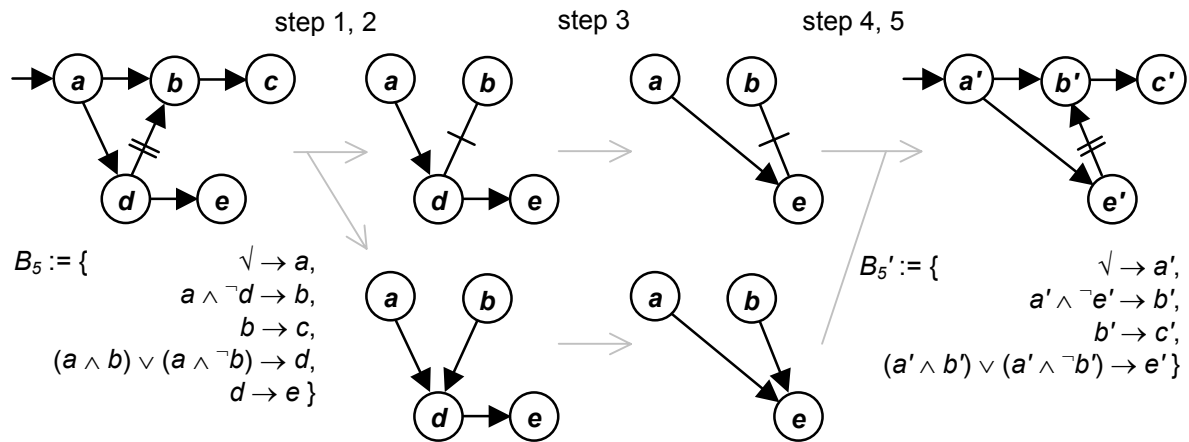 step 1, 2 step 3 step 4, 5
a b c a b a b a' b' c'
d e d e e e'
B5 := { √ → a,
a ∧ ¬d → b,
b → c,
(a ∧ b) ∨ (a ∧ ¬b) → d,
d → e }
a b a b
d e e
B5' := { √ → a',
a' ∧ ¬e' → b',
b' → c',
(a' ∧ b') ∨ (a' ∧ ¬b') → e' }